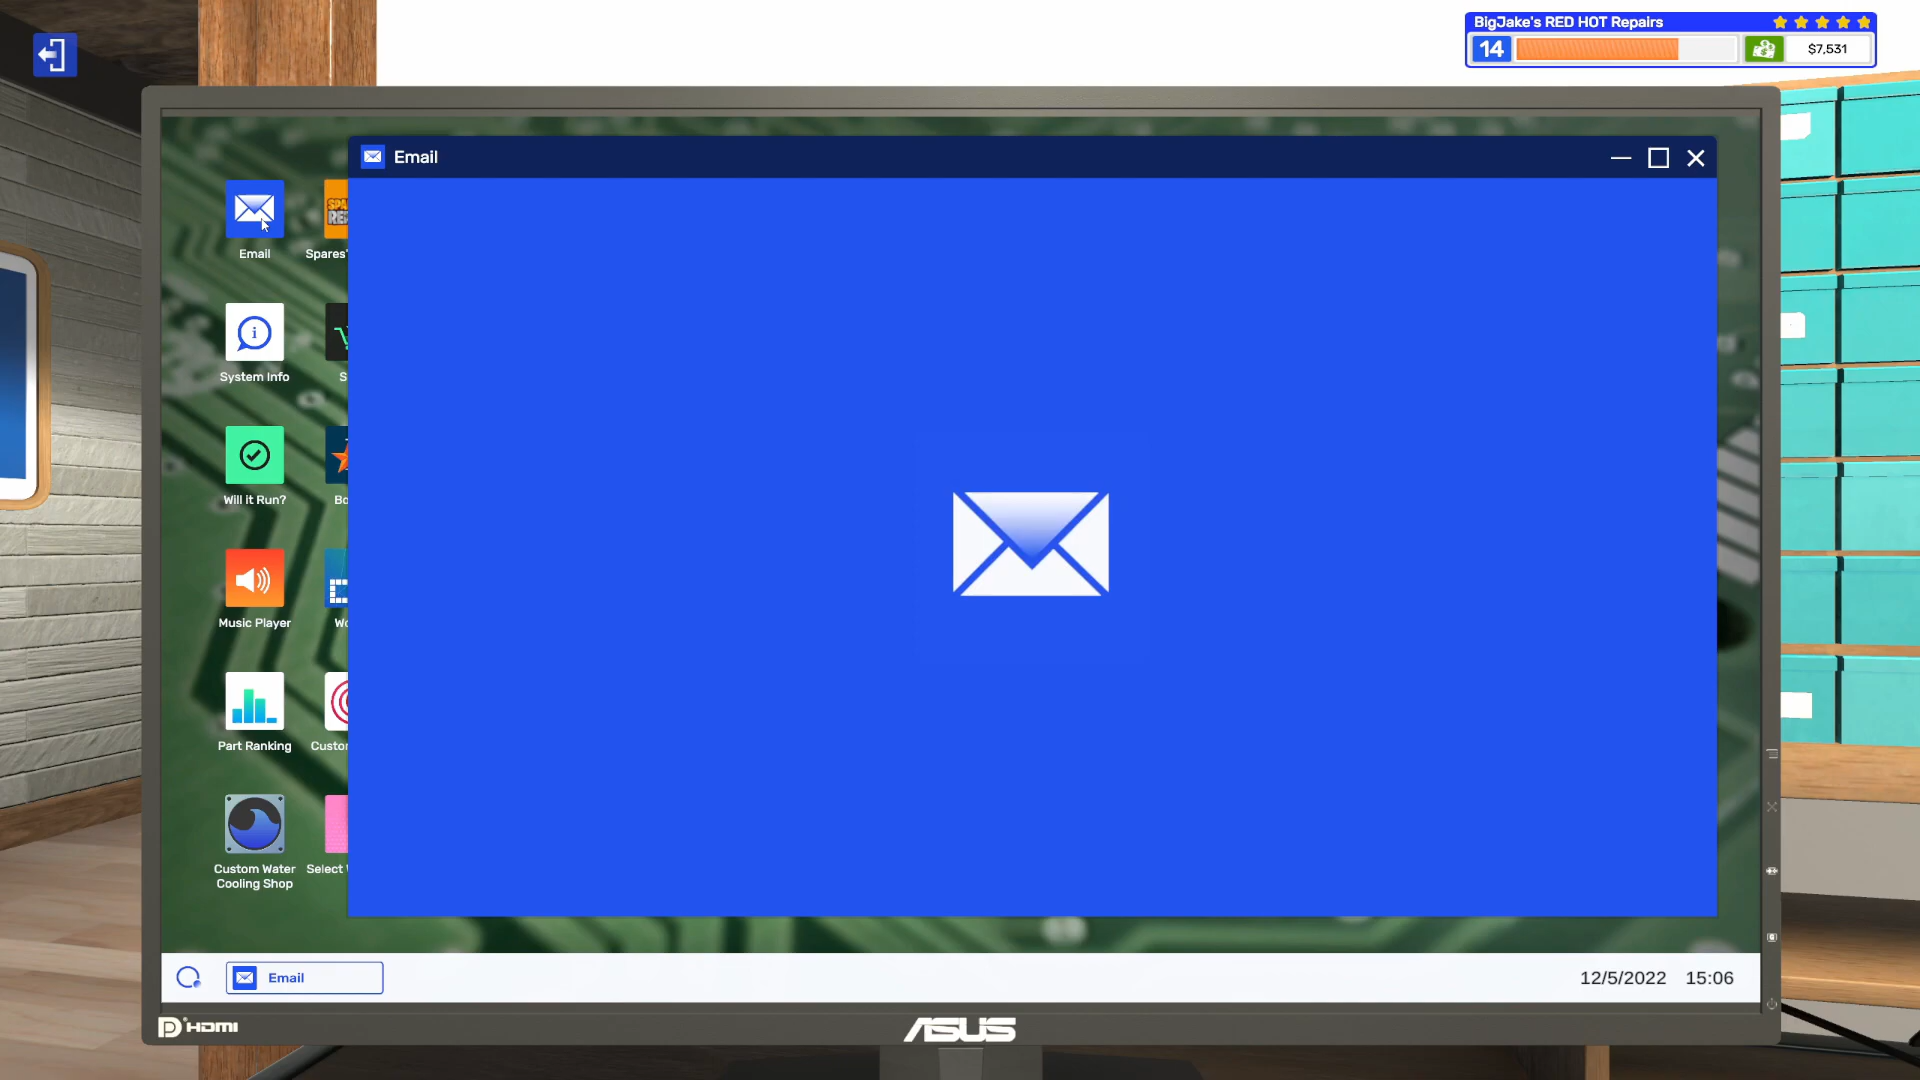 BigJake's RED HOT Repairs
14
$7,531
Email
Email
Spares'
System Info
S
Will it Run?
Bo
Music Player
Wo
Part Ranking
Custo
Custom Water
Cooling Shop
Select
Email
12/5/2022 15:06
HDMI
ASUS